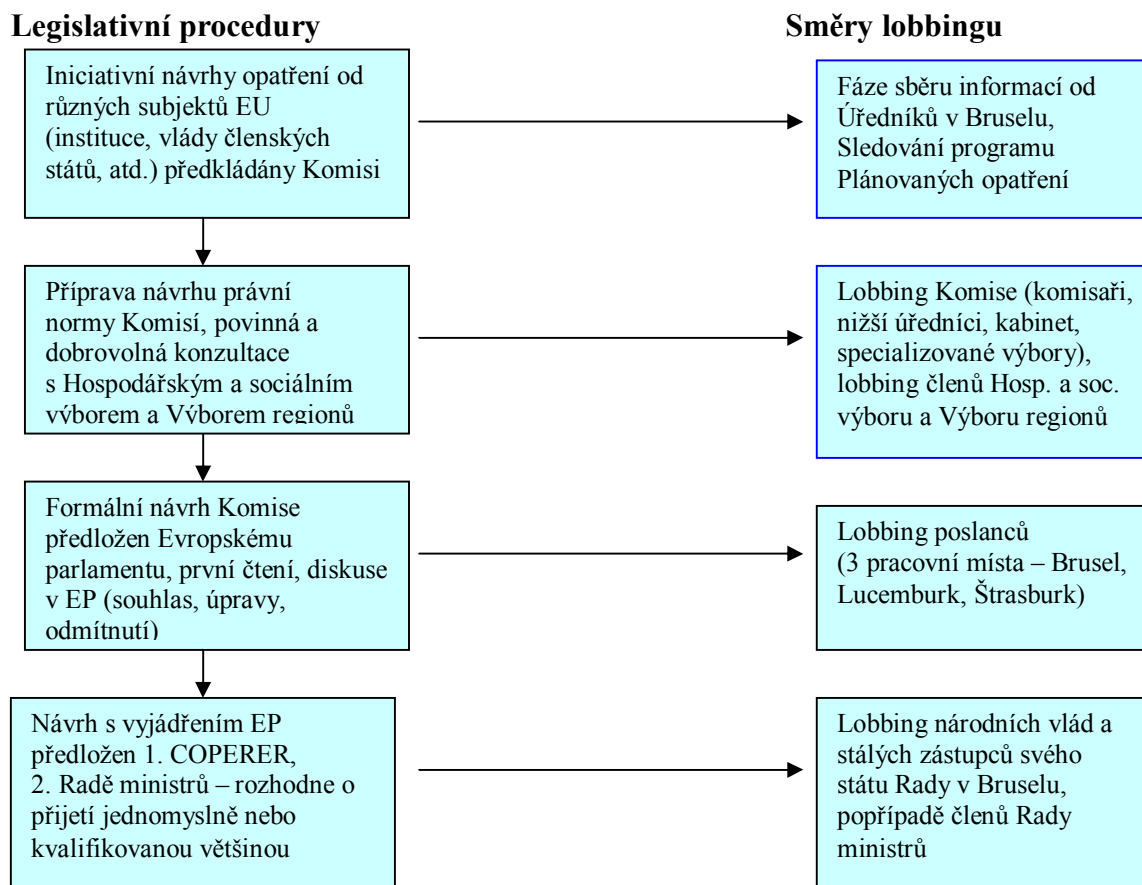 Legislativní procedury
Směry lobbingu
Iniciativní návrhy opatření od
různých subjektů EU
(instituce, vlády členských
států, atd.) předkládány Komisi
Fáze sběru informací od
Úředníků v Bruselu,
Sledování programu
Plánovaných opatření
Příprava návrhu právní
normy Komisí, povinná a
dobrovolná konzultace
s Hospodářským a sociálním
výborem a Výborem regionů
Lobbing Komise (komisaři,
nižší úředníci, kabinet,
specializované výbory),
lobbing členů Hosp. a soc.
výboru a Výboru regionů
Formální návrh Komise
předložen Evropskému
parlamentu, první čtení, diskuse
v EP (souhlas, úpravy,
odmítnutí)
Lobbing poslanců
(3 pracovní místa – Brusel,
Lucemburk, Štrasburk)
Návrh s vyjádřením EP
předložen 1. COPERER,
2. Radě ministrů – rozhodne o
přijetí jednomyslně nebo
kvalifikovanou většinou
Lobbing národních vlád a
stálých zástupců svého
státu Rady v Bruselu,
popřípadě členů Rady
ministrů